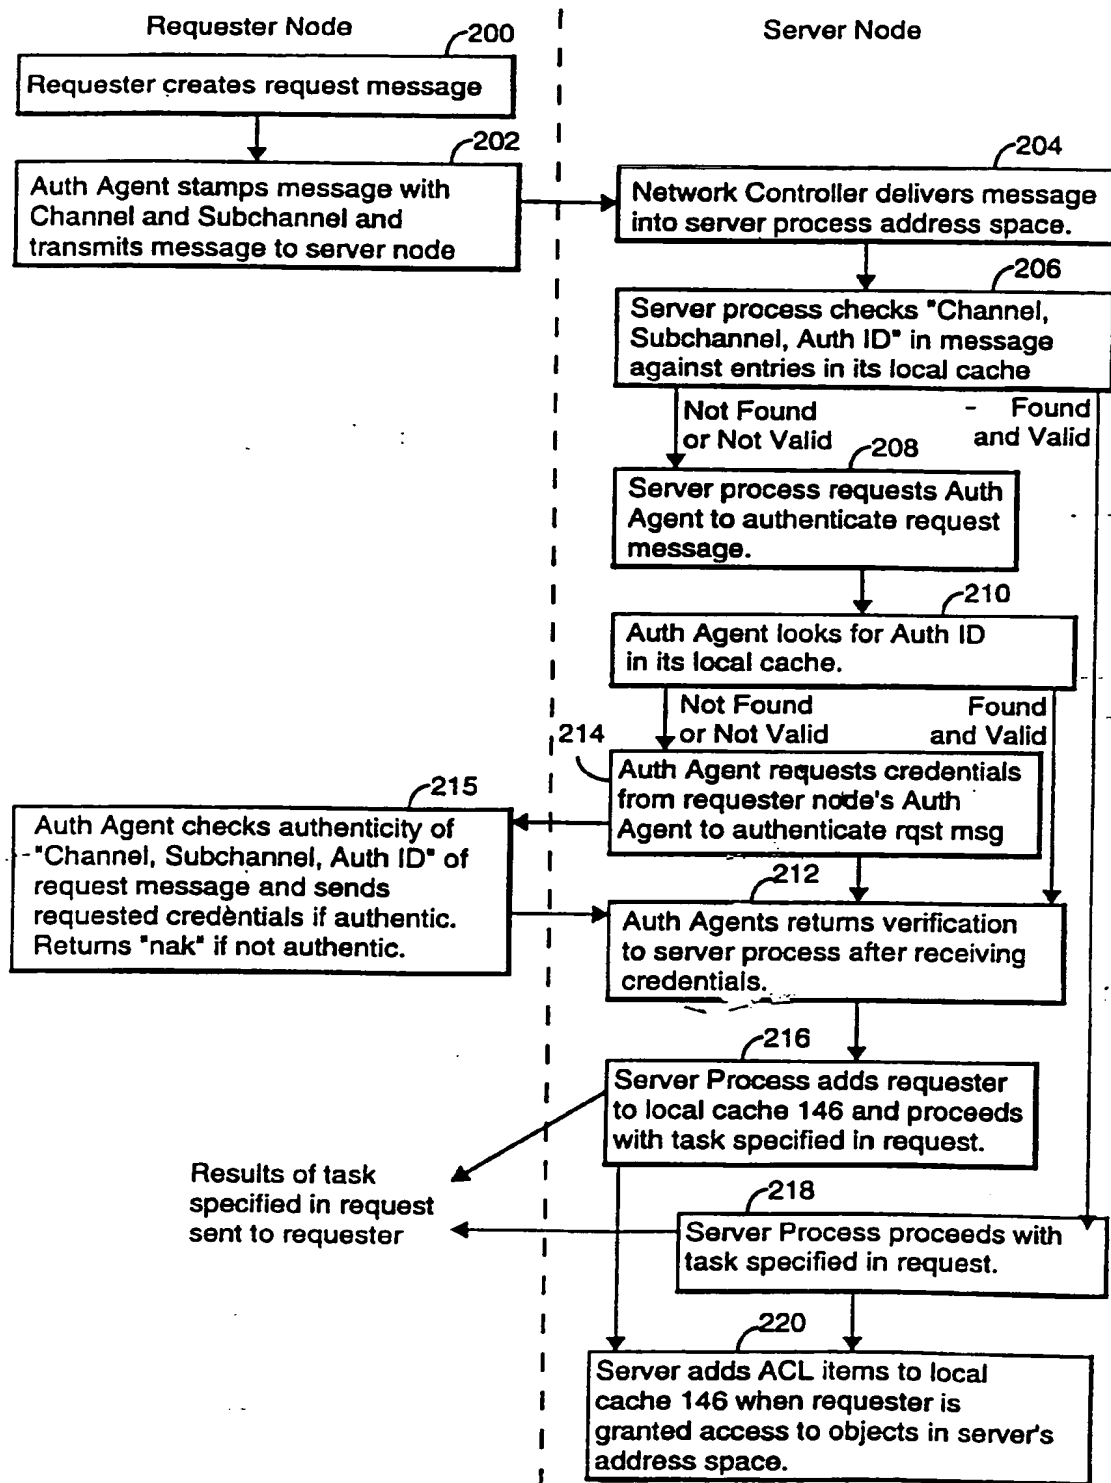 Requester Node
Server Node
200
Requester creates request message
202
Auth Agent stamps message with
Channel and Subchannel and
transmits message to server node
204
Network Controller delivers message
into server process address space.
206
Server process checks "Channel,
Subchannel, Auth ID" in message
against entries in its local cache
Not Found
or Not Valid
Found
and Valid
208
Server process requests Auth
Agent to authenticate request
message.
210
Auth Agent looks for Auth ID
in its local cache.
Not Found
or Not Valid
Found
and Valid
214
Auth Agent requests credentials
from requester node's Auth
Agent to authenticate rqst msg
215
Auth Agent checks authenticity of
"Channel, Subchannel, Auth ID" of
request message and sends
requested credentials if authentic.
Returns "nak" if not authentic.
212
Auth Agents returns verification
to server process after receiving
credentials.
216
Server Process adds requester
to local cache 146 and proceeds
with task specified in request.
Results of task
specified in request
sent to requester
218
Server Process proceeds with
task specified in request.
220
Server adds ACL items to local
cache 146 when requester is
granted access to objects in server's
address space.